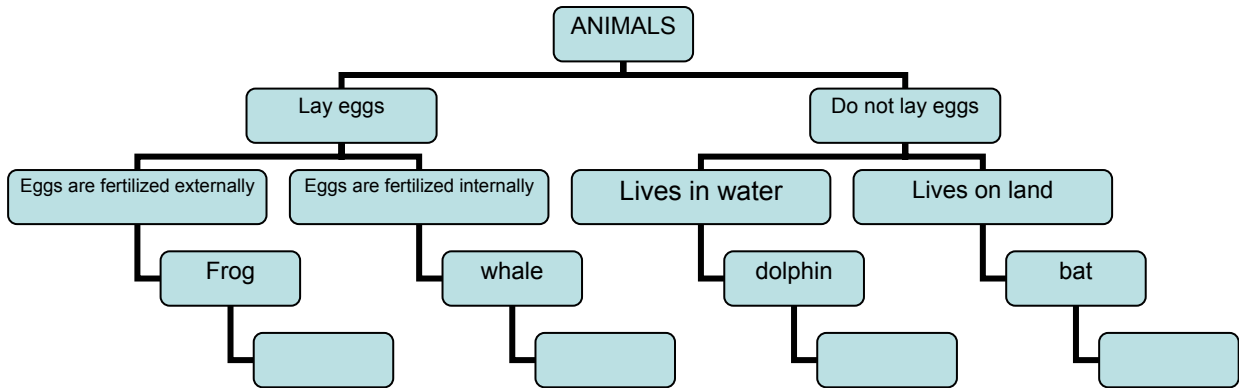 ANIMALS
Lay eggs
Do not lay eggs
Eggs are fertilized externally
Eggs are fertilized internally
Lives in water
Lives on land
Frog
whale
dolphin
bat